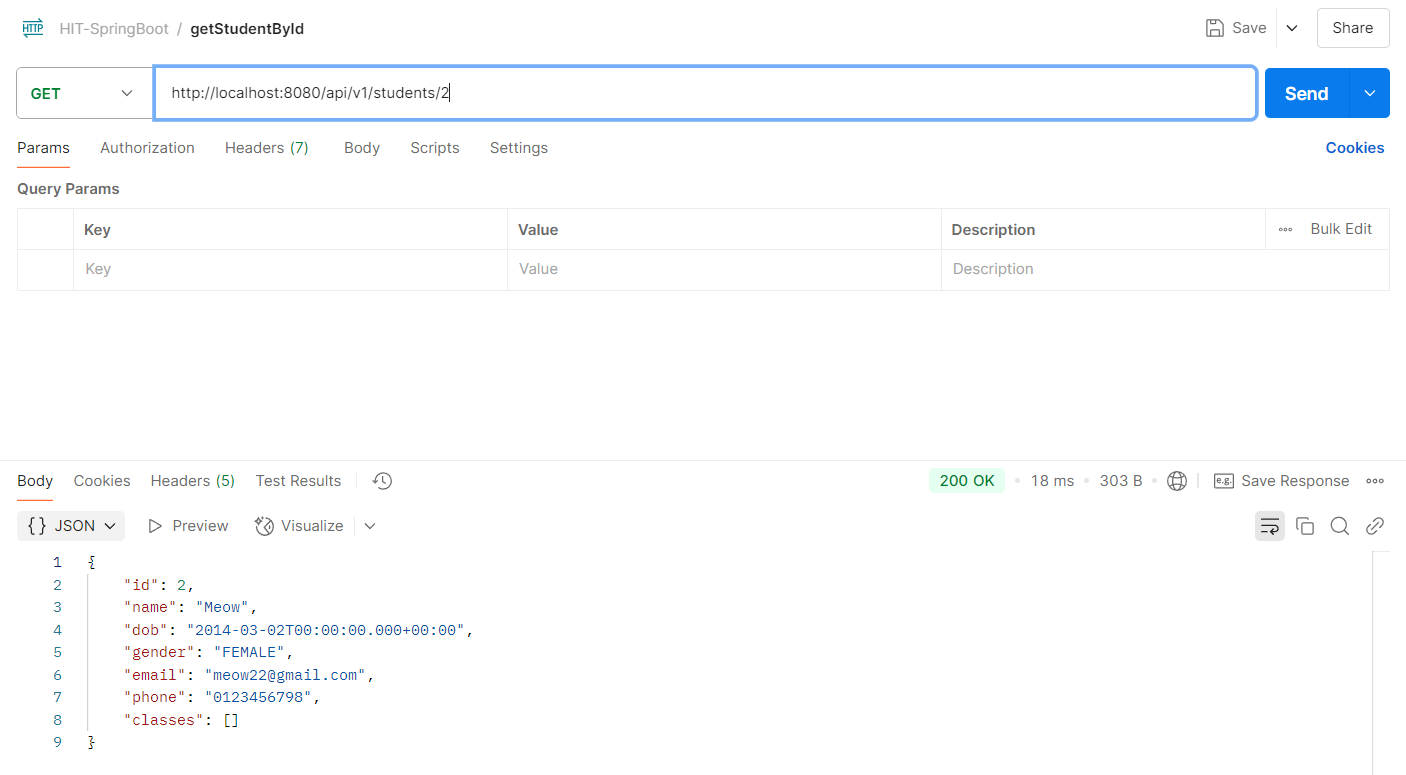 HTTP HIT-SpringBoot / getStudentById Save Share
GET http://localhost:8080/api/v1/students/2 Send
Params Authorization Headers (7) Body Scripts Settings Cookies
Query Params
Key Value Description Bulk Edit
Key Value Description
Body Cookies Headers (5) Test Results 200 OK 18 ms 303 B e.g. Save Response
{} JSON Preview Visualize
1 {
2 "id": 2,
3 "name": "Meow",
4 "dob": "2014-03-02T00:00:00.000+00:00",
5 "gender": "FEMALE",
6 "email": "meow22@gmail.com",
7 "phone": "0123456798",
8 "classes": []
9 }